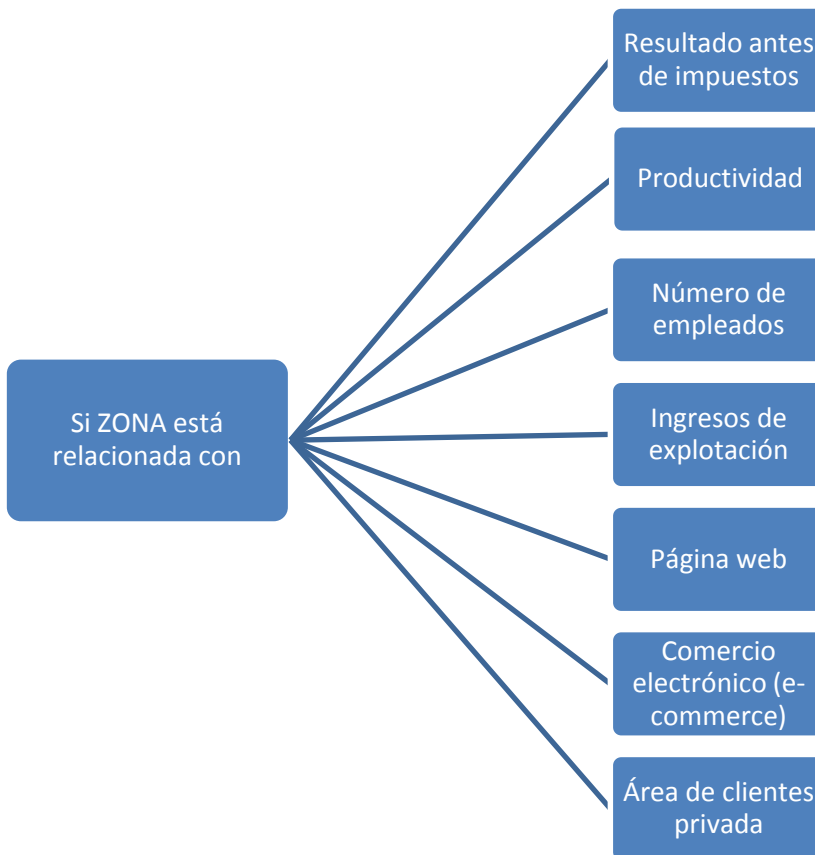 Si ZONA está
relacionada con
Resultado antes
de impuestos
Productividad
Número de
empleados
Ingresos de
explotación
Página web
Comercio
electrónico (e-
commerce)
Área de clientes
privada